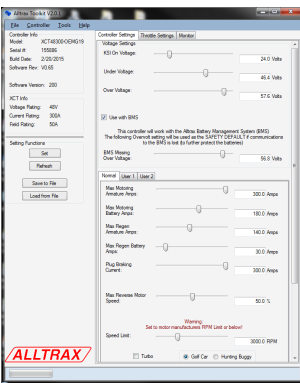 Alltrax Toolkit V2.0.1
File Controller Tools Help
Controller Info
Model: XCT48300-OEMG19
Serial #: 155086
Build Date: 2/20/2015
Software Rev: V0.65
Software Version: 200
XCT Info
Voltage Rating: 48V
Current Rating: 300A
Field Rating: 50A
Setting Functions
Set
Refresh
Save to File
Load from File
ALLTRAX
Controller Settings Throttle Settings Monitor
Voltage Settings
KSI On Voltage: 24.0 Volts
Under Voltage: 46.4 Volts
Over Voltage: 57.6 Volts
Use with BMS
This controller will work with the Alltrax Battery Management System (BMS)
The following Overvolt setting will be used as the SAFETY DEFAULT if communications
to the BMS is lost (to further protect the batteries)
BMS Missing
Over Voltage: 56.8 Volts
Normal User 1 User 2
Max Motoring
Armature Amps: 300.0 Amps
Max Motoring
Battery Amps: 180.0 Amps
Max Regen
Armature Amps: 140.0 Amps
Max Regen Battery
Amps: 30.0 Amps
Plug Braking
Current: 300.0 Amps
Max Reverse Motor
Speed: 50.0 %
Warning:
Set to motor manufacturers RPM Limit or below!
Speed Limit: 3000.0 RPM
Turbo Golf Car Hunting Buggy